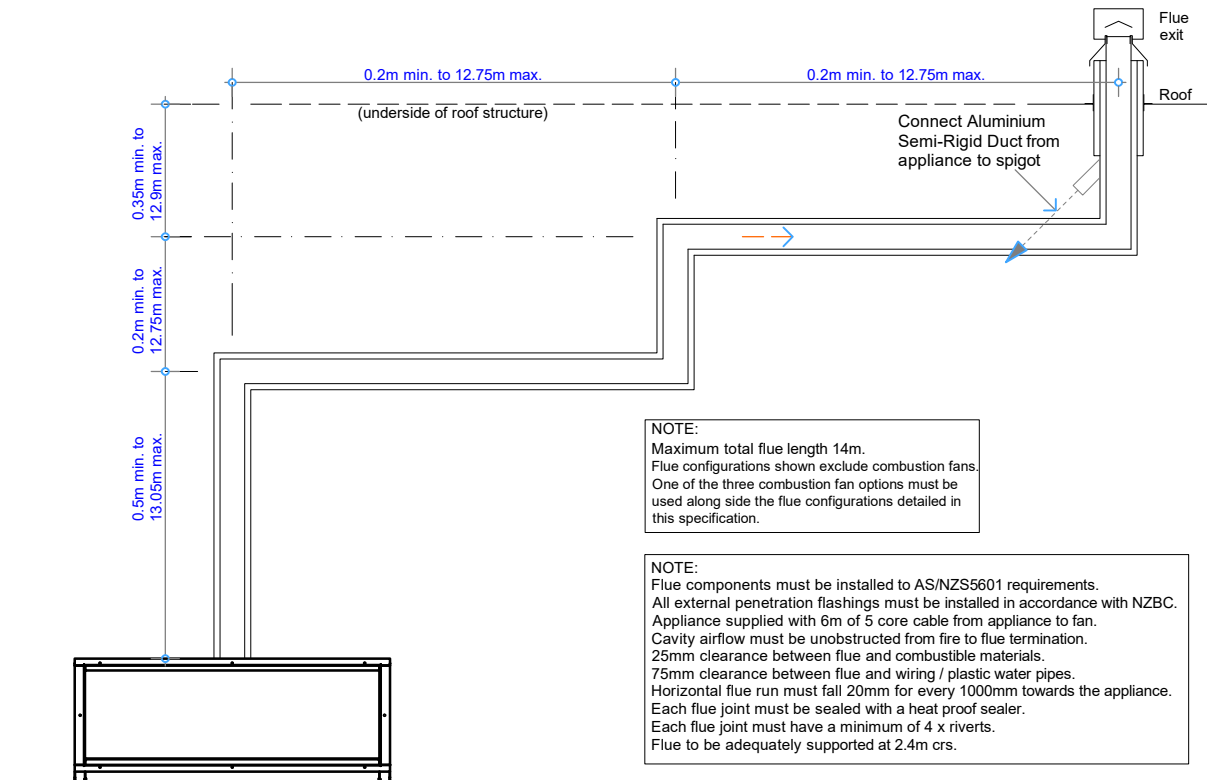 Flue
exit
0.2m min. to 12.75m max.
0.2m min. to 12.75m max.
Roof
(underside of roof structure)
Connect Aluminium
Semi-Rigid Duct from
appliance to spigot
0.35m min. to
12.9m max.
0.2m min. to
12.75m max.
0.5m min. to
13.05m max.
NOTE:
Maximum total flue length 14m.
Flue configurations shown exclude combustion fans.
One of the three combustion fan options must be
used along side the flue configurations detailed in
this specification.
NOTE:
Flue components must be installed to AS/NZS5601 requirements.
All external penetration flashings must be installed in accordance with NZBC.
Appliance supplied with 6m of 5 core cable from appliance to fan.
Cavity airflow must be unobstructed from fire to flue termination.
25mm clearance between flue and combustible materials.
75mm clearance between flue and wiring / plastic water pipes.
Horizontal flue run must fall 20mm for every 1000mm towards the appliance.
Each flue joint must be sealed with a heat proof sealer.
Each flue joint must have a minimum of 4 x riverts.
Flue to be adequately supported at 2.4m crs.